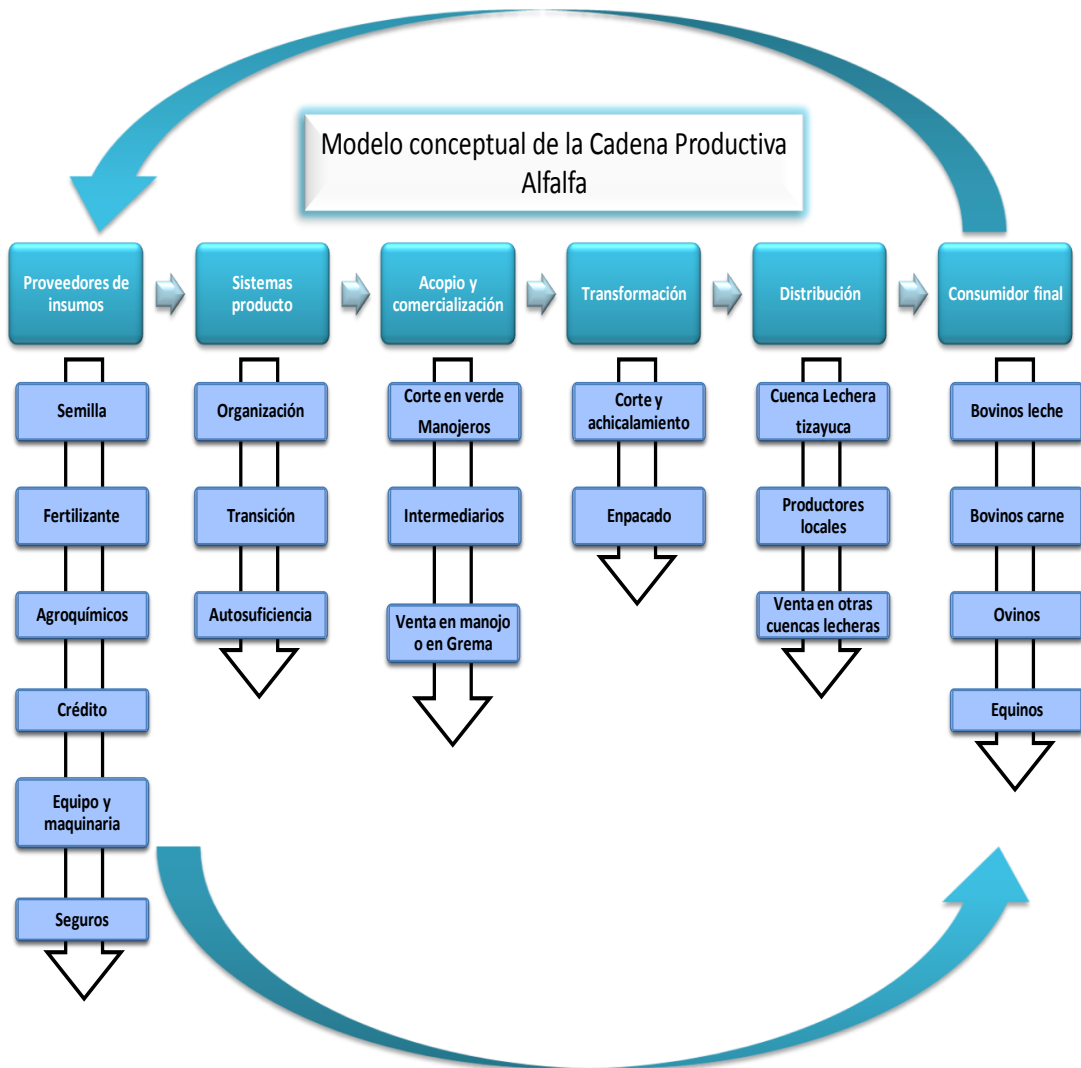 Modelo conceptual de la Cadena Productiva
Alfalfa
Proveedores de
insumos
Sistemas
producto
Acopio y
comercialización
Transformación
Distribución
Consumidor final
Semilla
Fertilizante
Agroquímicos
Crédito
Equipo y
maquinaria
Seguros
Organización
Transición
Autosuficiencia
Corte en verde
Manojeros
Intermediarios
Venta en manojo
o en Grema
Corte y
achicalamiento
Enpacado
Cuenca Lechera
tizayuca
Productores
locales
Venta en otras
cuencas lecheras
Bovinos leche
Bovinos carne
Ovinos
Equinos